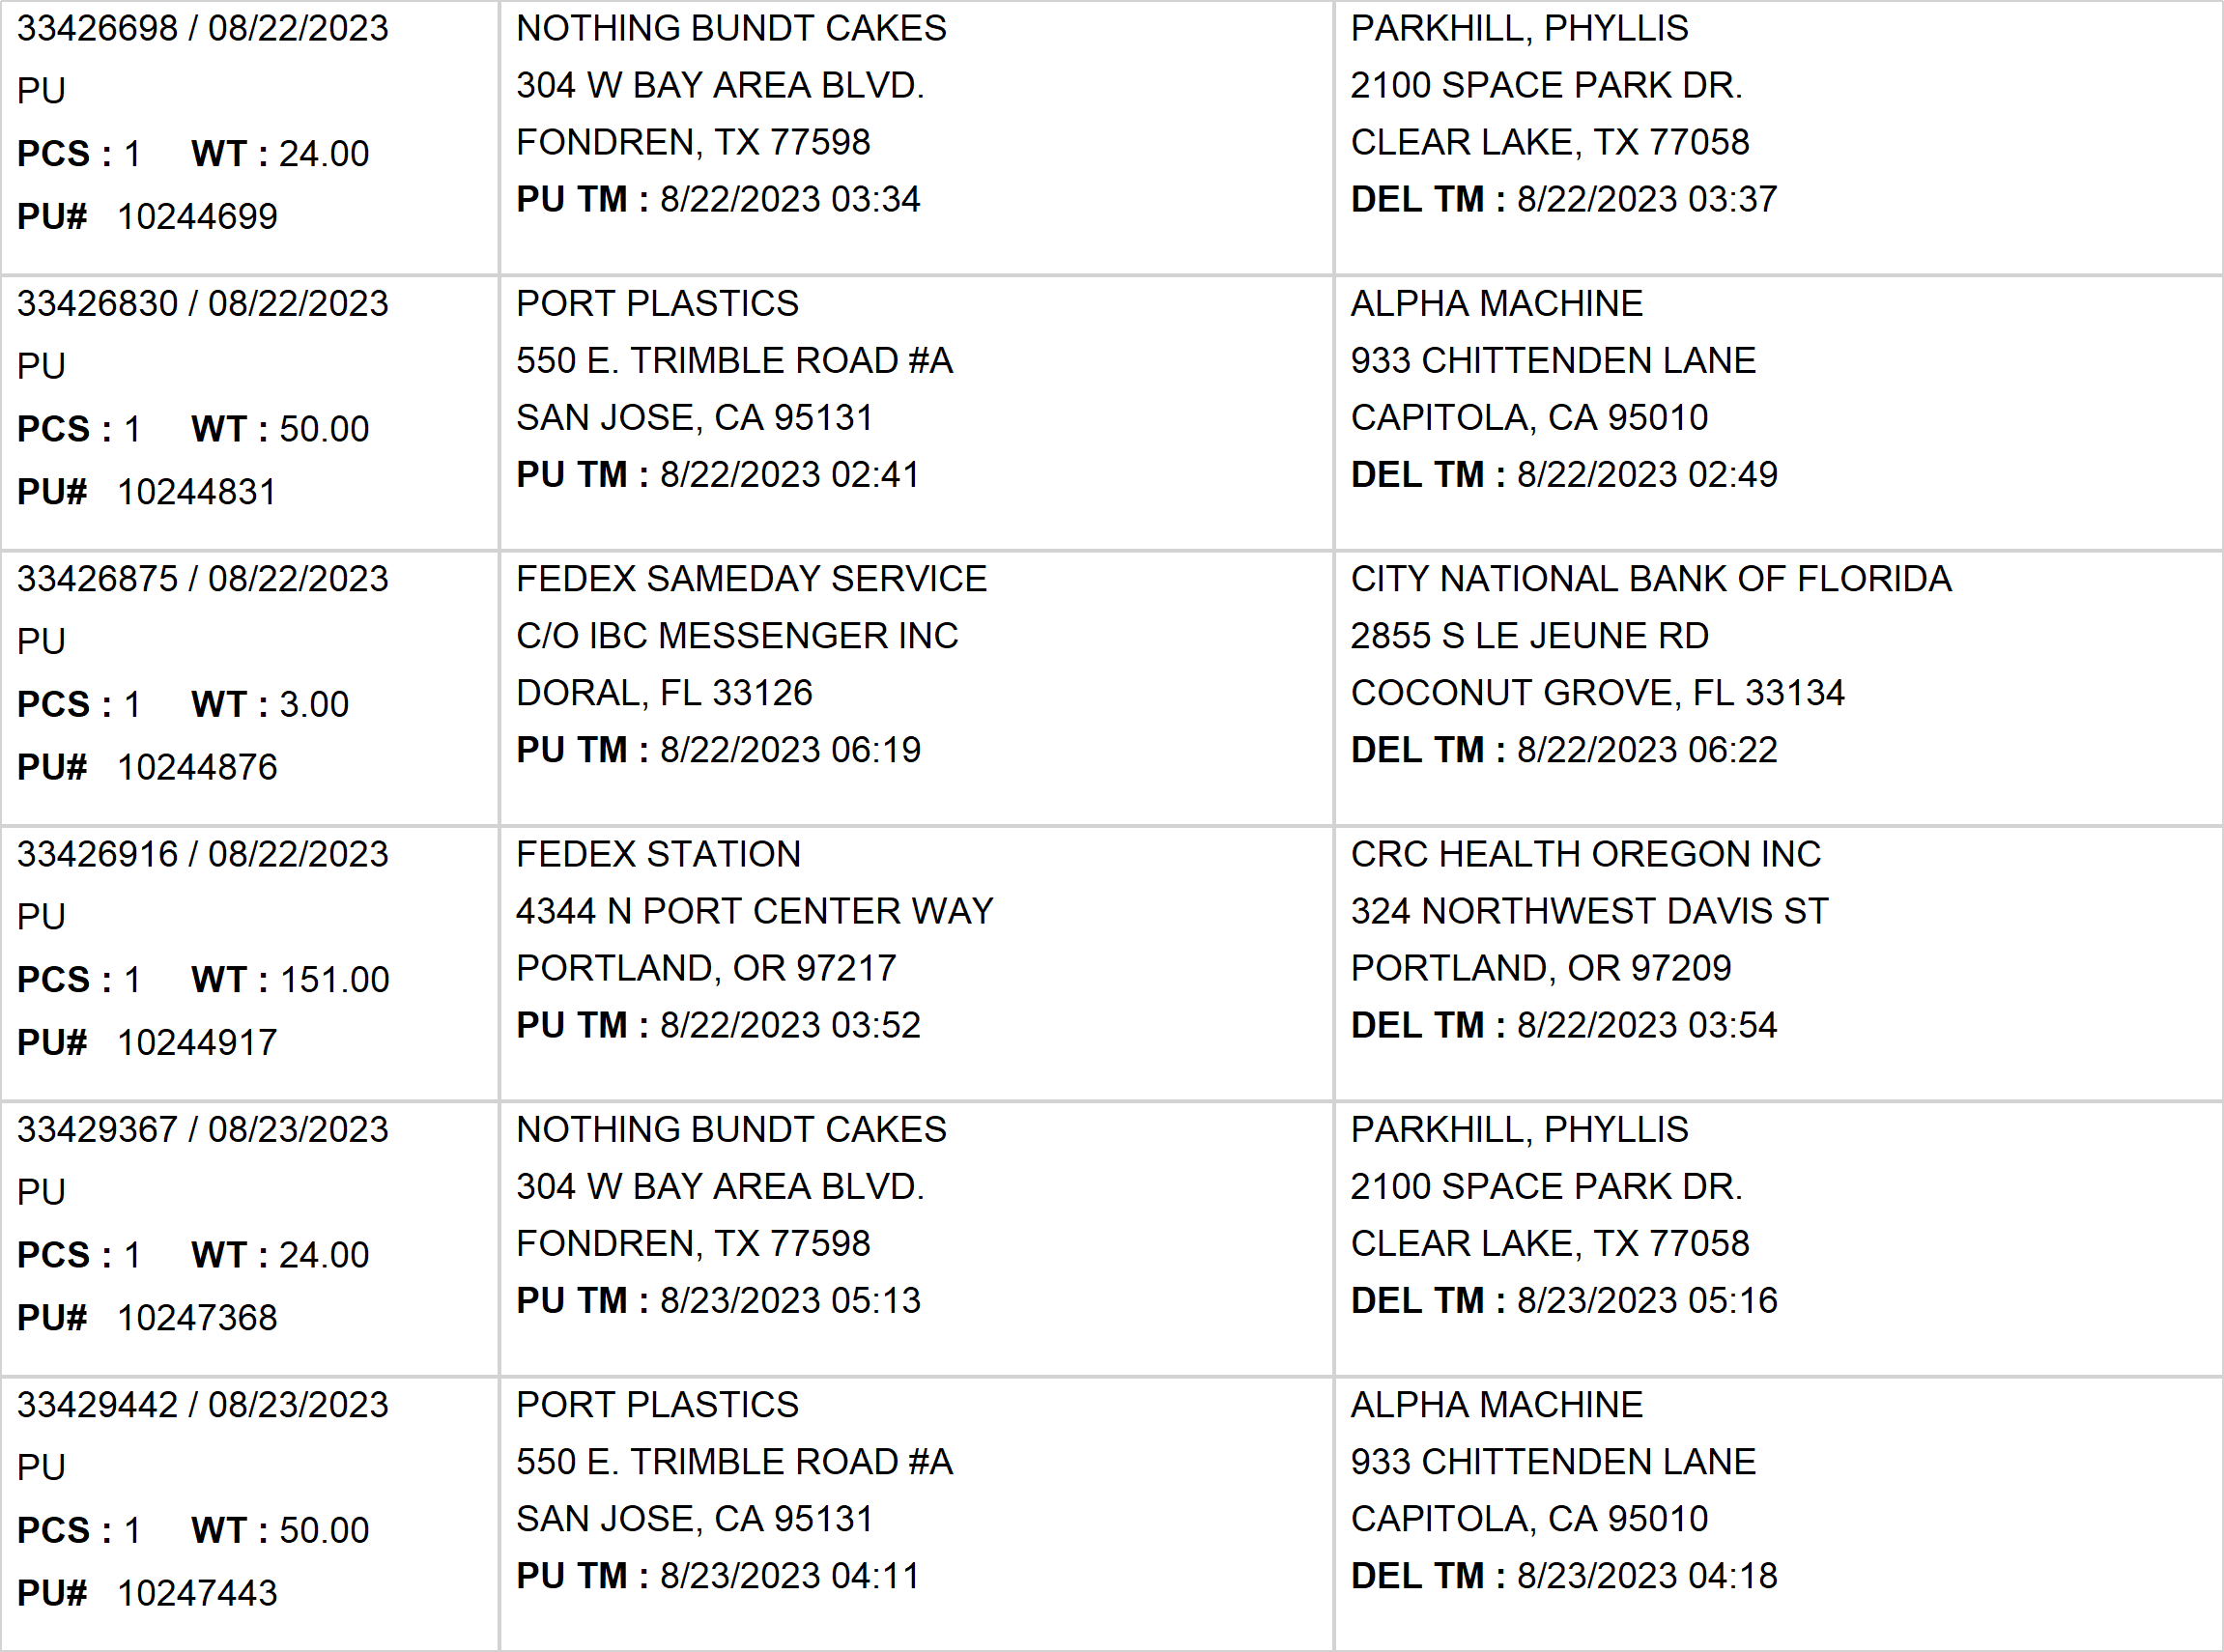 33426698 / 08/22/2023
PU
PCS : 1 WT : 24.00
PU# 10244699
NOTHING BUNDT CAKES
304 W BAY AREA BLVD.
FONDREN, TX 77598
PU TM : 8/22/2023 03:34
PARKHILL, PHYLLIS
2100 SPACE PARK DR.
CLEAR LAKE, TX 77058
DEL TM : 8/22/2023 03:37
33426830 / 08/22/2023
PU
PCS : 1 WT : 50.00
PU# 10244831
PORT PLASTICS
550 E. TRIMBLE ROAD #A
SAN JOSE, CA 95131
PU TM : 8/22/2023 02:41
ALPHA MACHINE
933 CHITTENDEN LANE
CAPITOLA, CA 95010
DEL TM : 8/22/2023 02:49
33426875 / 08/22/2023
PU
PCS : 1 WT : 3.00
PU# 10244876
FEDEX SAMEDAY SERVICE
C/O IBC MESSENGER INC
DORAL, FL 33126
PU TM : 8/22/2023 06:19
CITY NATIONAL BANK OF FLORIDA
2855 S LE JEUNE RD
COCONUT GROVE, FL 33134
DEL TM : 8/22/2023 06:22
33426916 / 08/22/2023
PU
PCS : 1 WT : 151.00
PU# 10244917
FEDEX STATION
4344 N PORT CENTER WAY
PORTLAND, OR 97217
PU TM : 8/22/2023 03:52
CRC HEALTH OREGON INC
324 NORTHWEST DAVIS ST
PORTLAND, OR 97209
DEL TM : 8/22/2023 03:54
33429367 / 08/23/2023
PU
PCS : 1 WT : 24.00
PU# 10247368
NOTHING BUNDT CAKES
304 W BAY AREA BLVD.
FONDREN, TX 77598
PU TM : 8/23/2023 05:13
PARKHILL, PHYLLIS
2100 SPACE PARK DR.
CLEAR LAKE, TX 77058
DEL TM : 8/23/2023 05:16
33429442 / 08/23/2023
PU
PCS : 1 WT : 50.00
PU# 10247443
PORT PLASTICS
550 E. TRIMBLE ROAD #A
SAN JOSE, CA 95131
PU TM : 8/23/2023 04:11
ALPHA MACHINE
933 CHITTENDEN LANE
CAPITOLA, CA 95010
DEL TM : 8/23/2023 04:18